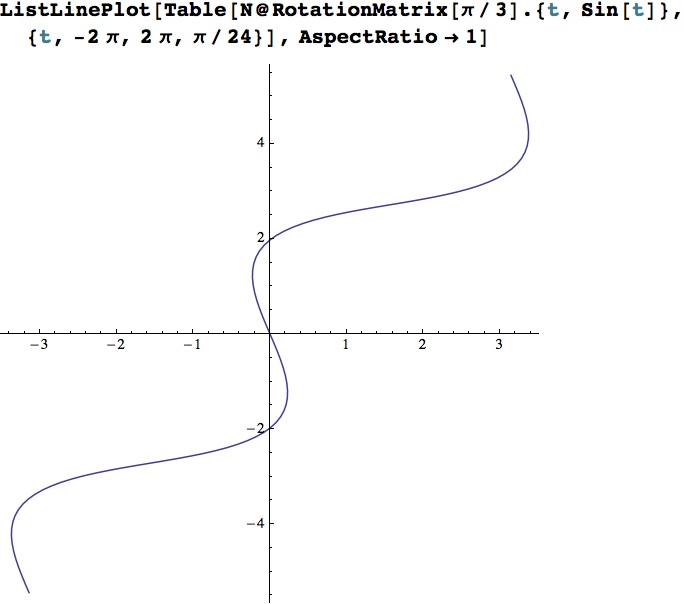 ListLinePlot[Table[N@RotationMatrix[π/3].{t, Sin[t]},
{t, -2 π, 2 π, π/24}], AspectRatio → 1]
4
2
-3 -2 -1 1 2 3
-2
-4